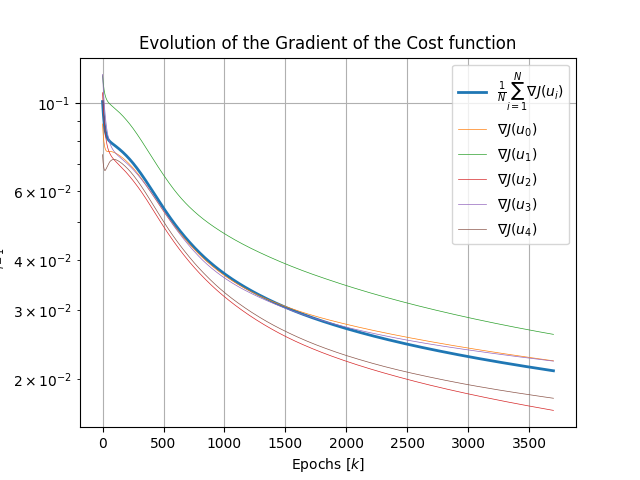 Evolution of the Gradient of the Cost function
10⁻¹
6 × 10⁻²
4 × 10⁻²
3 × 10⁻²
2 × 10⁻²
0 500 1000 1500 2000 2500 3000 3500
Epochs [k]
1/N ∑ᵢ₌₁ᴺ ∇J(uᵢ)
∇J(u₀)
∇J(u₁)
∇J(u₂)
∇J(u₃)
∇J(u₄)